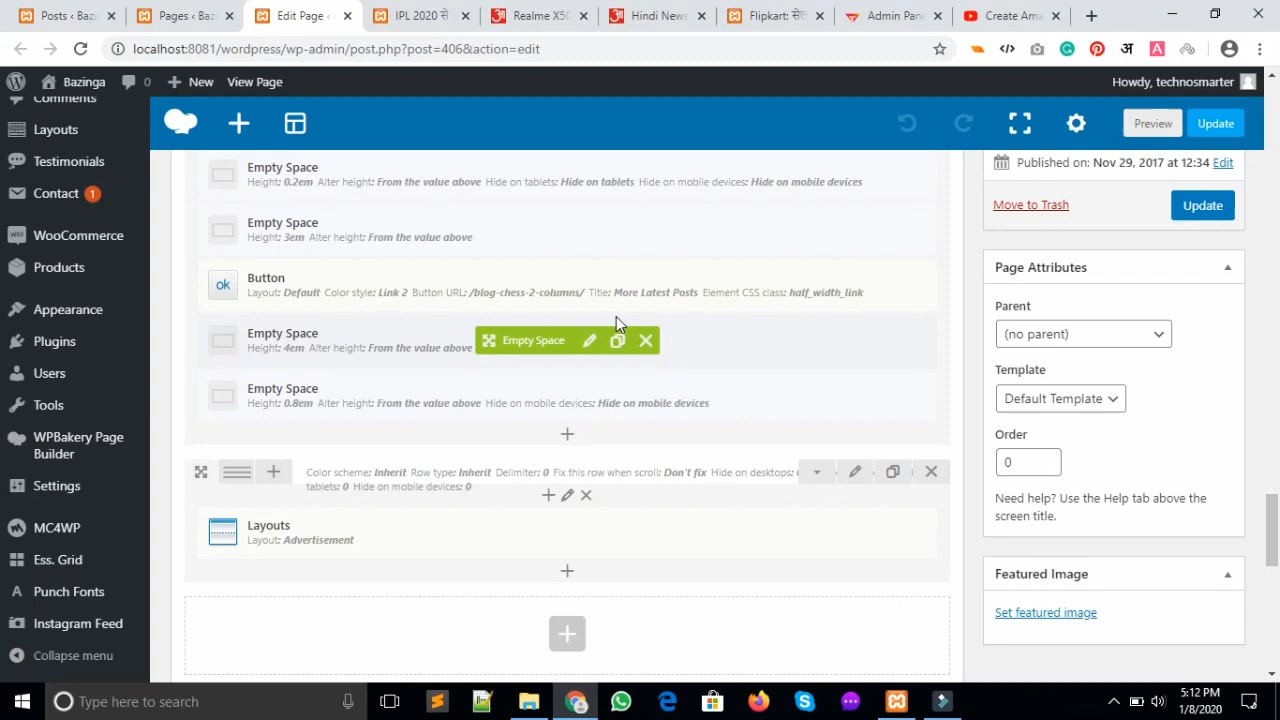 Posts ‹ Baz
Pages ‹ Baz
Edit Page ‹
IPL 2020 से
Realme X50
Hindi News
Flipkart: सेल
Admin Pan
Create Ama
localhost:8081/wordpress/wp-admin/post.php?post=406&action=edit
Bazinga
0
New
View Page
Howdy, technosmarter
Comments
Layouts
Testimonials
Contact 1
WooCommerce
Products
Appearance
Plugins
Users
Tools
WPBakery Page
Builder
Settings
MC4WP
Ess. Grid
Punch Fonts
Instagram Feed
Collapse menu
Preview
Update
Empty Space
Height: 0.2em Alter height: From the value above Hide on tablets: Hide on tablets Hide on mobile devices: Hide on mobile devices
Empty Space
Height: 3em Alter height: From the value above
ok
Button
Layout: Default Color style: Link 2 Button URL: /blog-chess-2-columns/ Title: More Latest Posts Element CSS class: half_width_link
Empty Space
Height: 4em Alter height: From the value above
Empty Space
Empty Space
Height: 0.8em Alter height: From the value above Hide on mobile devices: Hide on mobile devices
Color scheme: Inherit Row type: Inherit Delimiter: 0 Fix this row when scroll: Don't fix Hide on desktops:
tablets: 0 Hide on mobile devices: 0
Layouts
Layout: Advertisement
Published on: Nov 29, 2017 at 12:34 Edit
Move to Trash
Update
Page Attributes
Parent
(no parent)
Template
Default Template
Order
0
Need help? Use the Help tab above the
screen title.
Featured Image
Set featured image
Type here to search
5:12 PM
1/8/2020